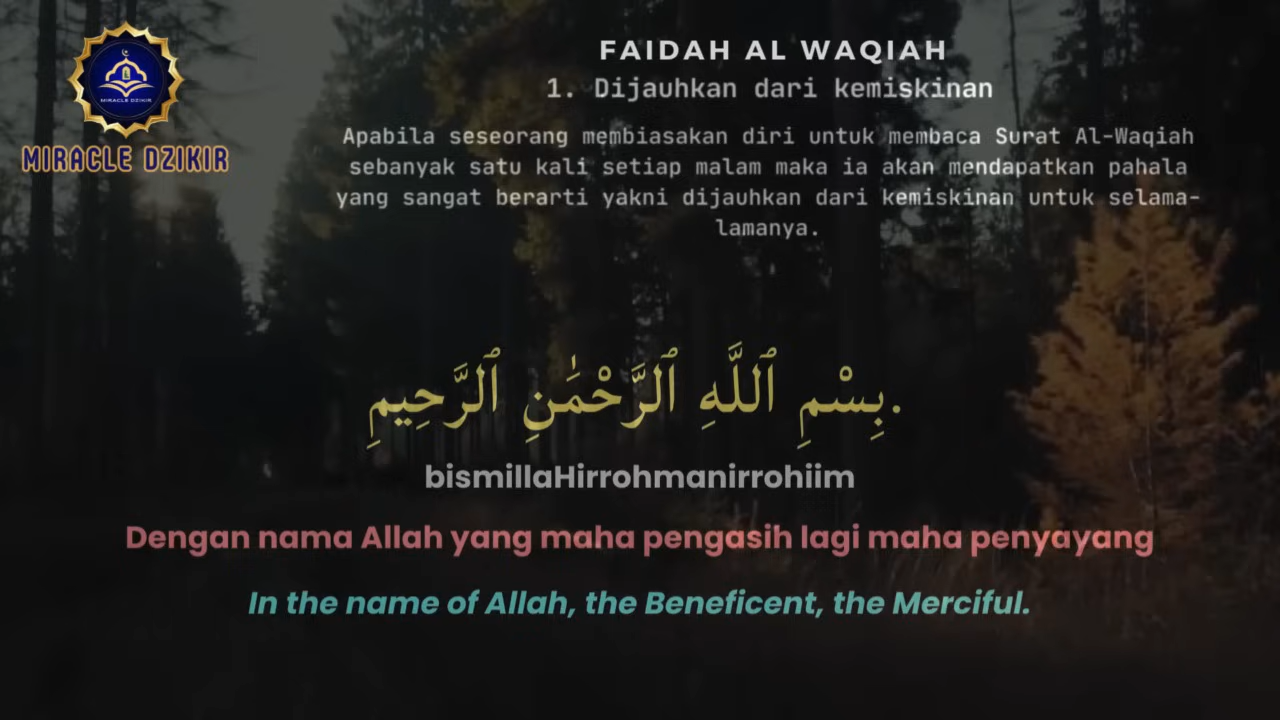 MIRACLE DZIKIR
MIRACLE DZIKIR
FAIDAH AL WAQIAH
1. Dijauhkan dari kemiskinan
Apabila seseorang membiasakan diri untuk membaca Surat Al-Waqiah
sebanyak satu kali setiap malam maka ia akan mendapatkan pahala
yang sangat berarti yakni dijauhkan dari kemiskinan untuk selama-
lamanya.
بِسْمِ ٱللَّهِ ٱلرَّحْمَٰنِ ٱلرَّحِيمِ.
bismillaHirrohmanirrohiim
Dengan nama Allah yang maha pengasih lagi maha penyayang
In the name of Allah, the Beneficent, the Merciful.